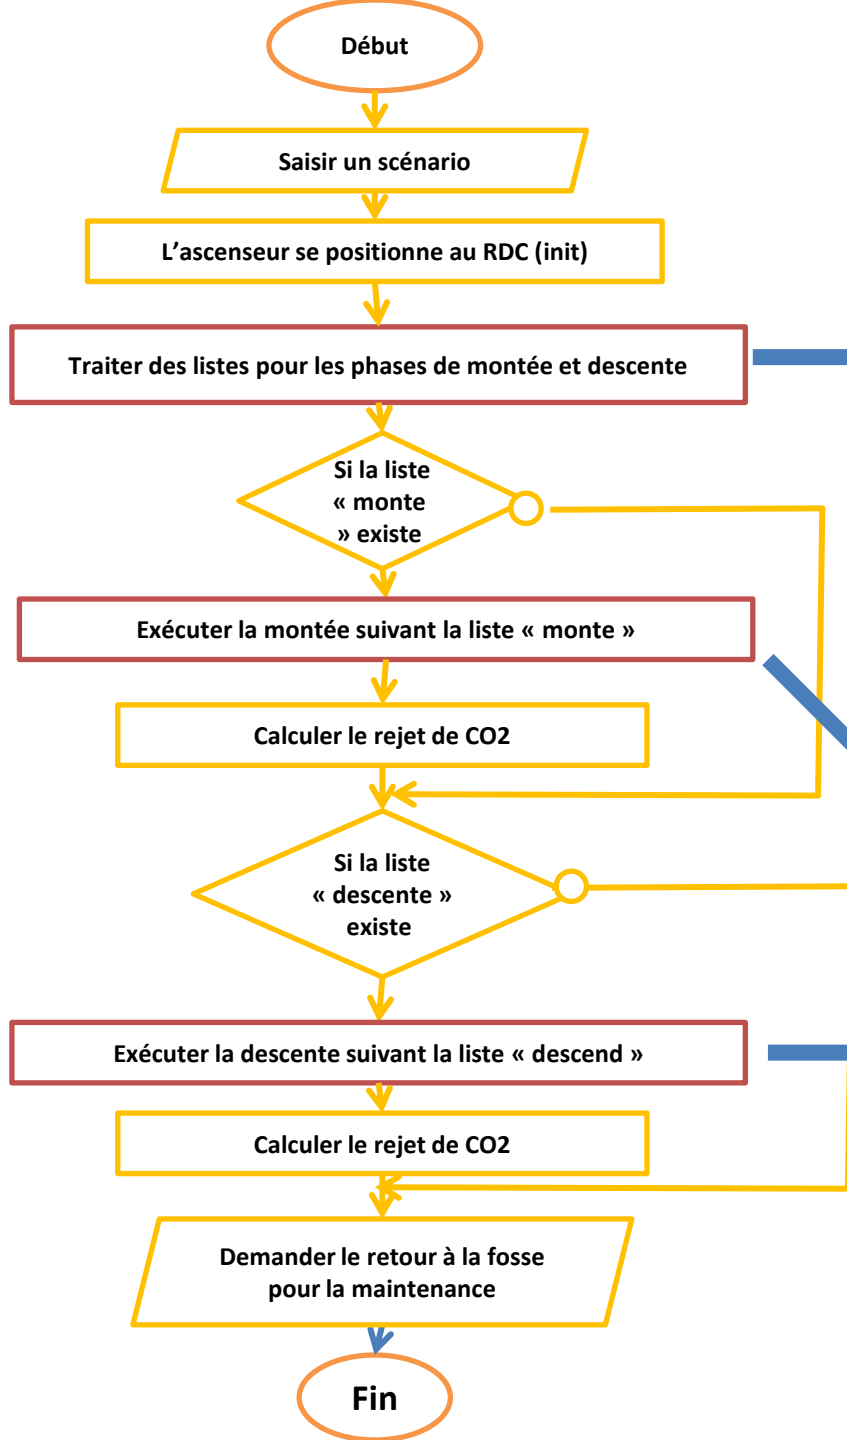 Début
Saisir un scénario
L’ascenseur se positionne au RDC (init)
Traiter des listes pour les phases de montée et descente
Si la liste
« monte
» existe
Exécuter la montée suivant la liste « monte »
Calculer le rejet de CO2
Si la liste
« descente »
existe
Exécuter la descente suivant la liste « descend »
Calculer le rejet de CO2
Demander le retour à la fosse
pour la maintenance
Fin